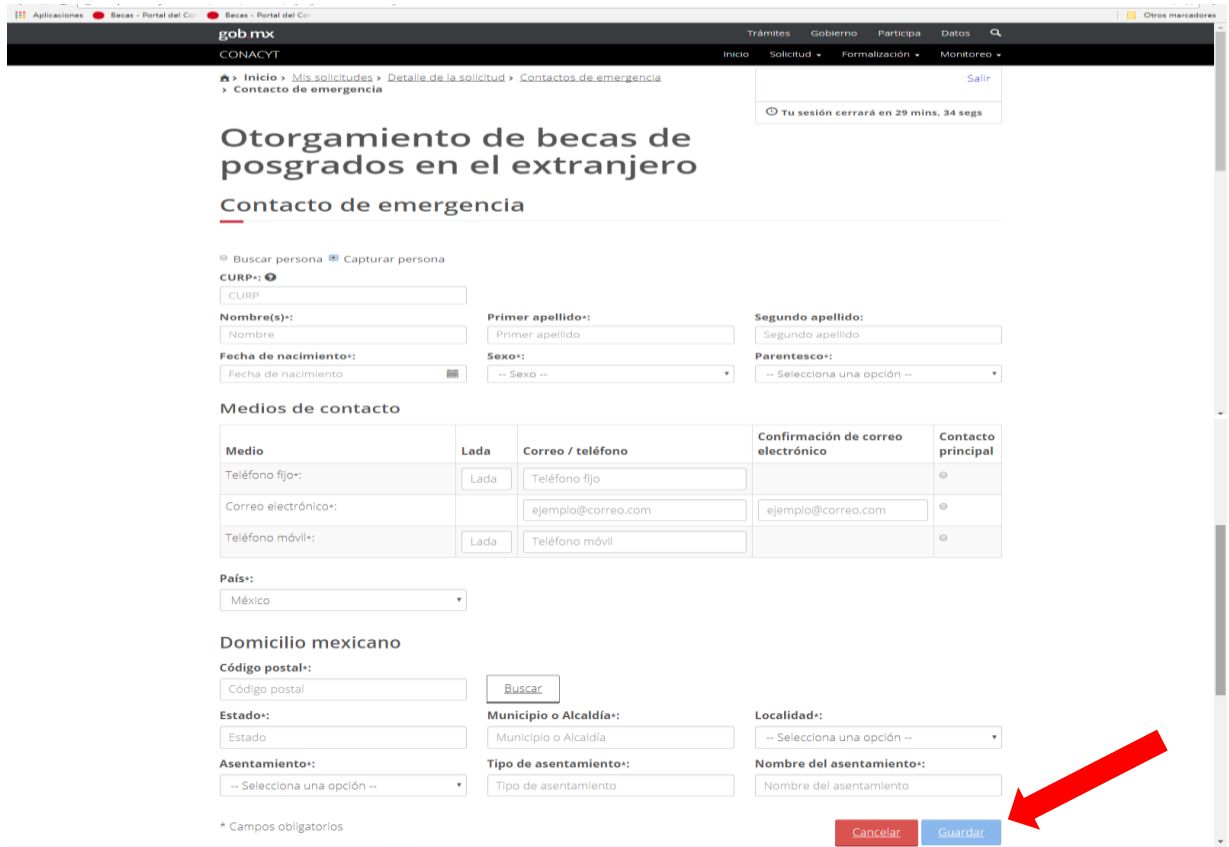 Aplicaciones Becas - Portal del Co Becas - Portal del Co Otros marcadores
gob mx Trámites Gobierno Participa Datos
CONACYT Inicio Solicitud Formalización Monitoreo
> Inicio > Mis solicitudes > Detalle de la solicitud > Contactos de emergencia
> Contacto de emergencia
Salir
Tu sesión cerrará en 29 mins, 34 segs
Otorgamiento de becas de
posgrados en el extranjero
Contacto de emergencia
Buscar persona Capturar persona
CURP*:
CURP
Nombre(s)*: Primer apellido*: Segundo apellido:
Nombre Primer apellido Segundo apellido
Fecha de nacimiento*: Sexo*: Parentesco*:
Fecha de nacimiento -- Sexo -- -- Selecciona una opción --
Medios de contacto
Medio Lada Correo / teléfono Confirmación de correo electrónico Contacto principal
Teléfono fijo*: Lada Teléfono fijo
Correo electrónico*: ejemplo@correo.com ejemplo@correo.com
Teléfono móvil*: Lada Teléfono móvil
País*:
México
Domicilio mexicano
Código postal*:
Código postal Buscar
Estado*: Municipio o Alcaldía*: Localidad*:
Estado Municipio o Alcaldía -- Selecciona una opción --
Asentamiento*: Tipo de asentamiento*: Nombre del asentamiento*:
-- Selecciona una opción -- Tipo de asentamiento Nombre del asentamiento
* Campos obligatorios Cancelar Guardar